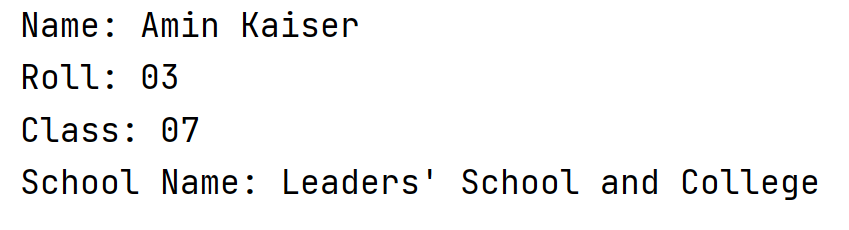 Name: Amin Kaiser
Roll: 03
Class: 07
School Name: Leaders' School and College